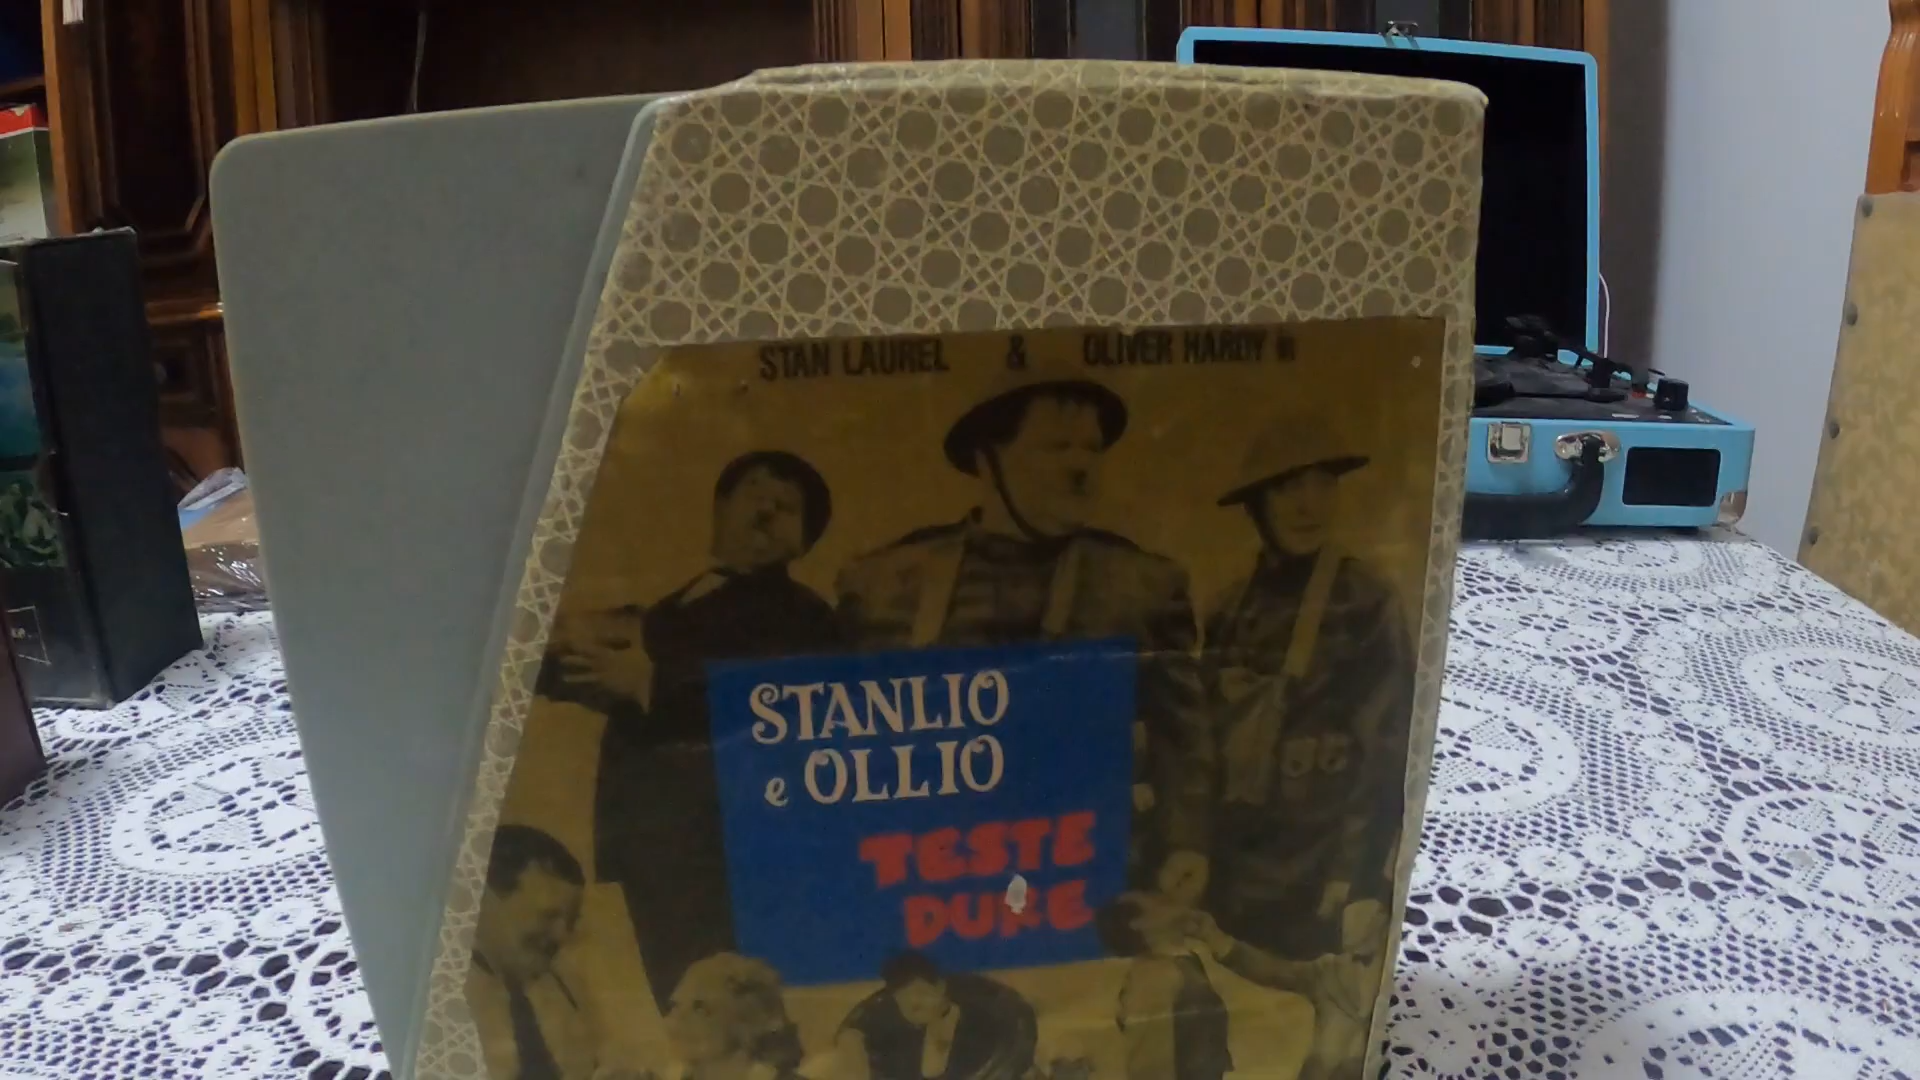 STAN LAUREL & OLIVER HARDY in
STANLIO
e OLLIO
TESTE
DURE